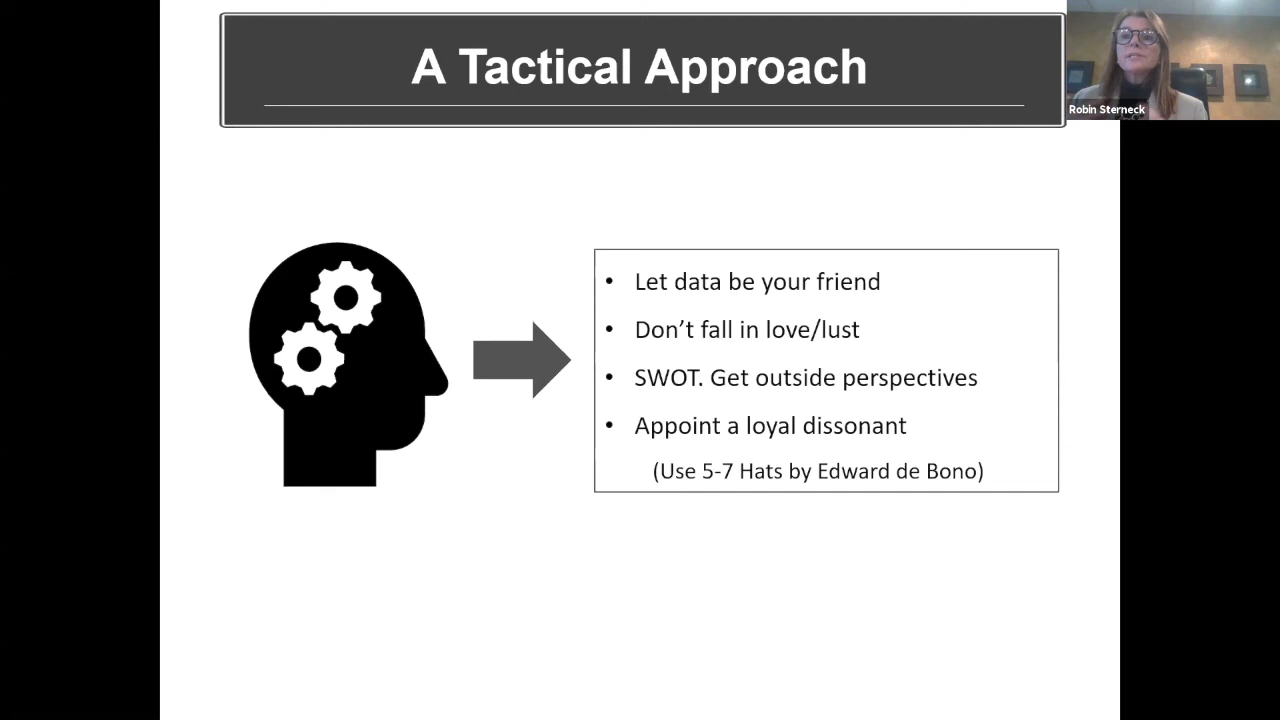 A Tactical Approach
Robin Sterneck
• Let data be your friend
• Don’t fall in love/lust
• SWOT. Get outside perspectives
• Appoint a loyal dissonant
(Use 5-7 Hats by Edward de Bono)